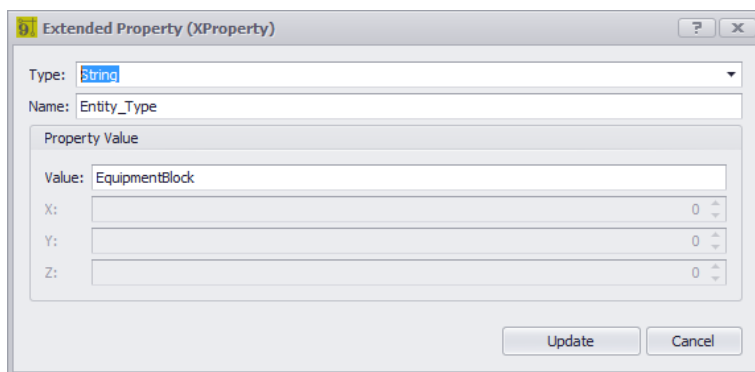 Extended Property (XProperty)
Type: String
Name: Entity_Type
Property Value
Value: EquipmentBlock
X: 0
Y: 0
Z: 0
Update Cancel